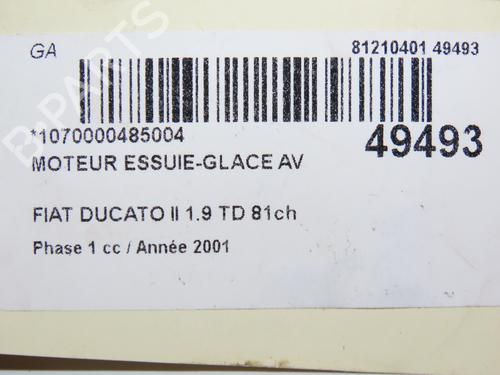 GA
81210401 49493
*1070000485004
49493
MOTEUR ESSUIE-GLACE AV
FIAT DUCATO II 1.9 TD 81ch
Phase 1 cc / Année 2001
B-PARTS